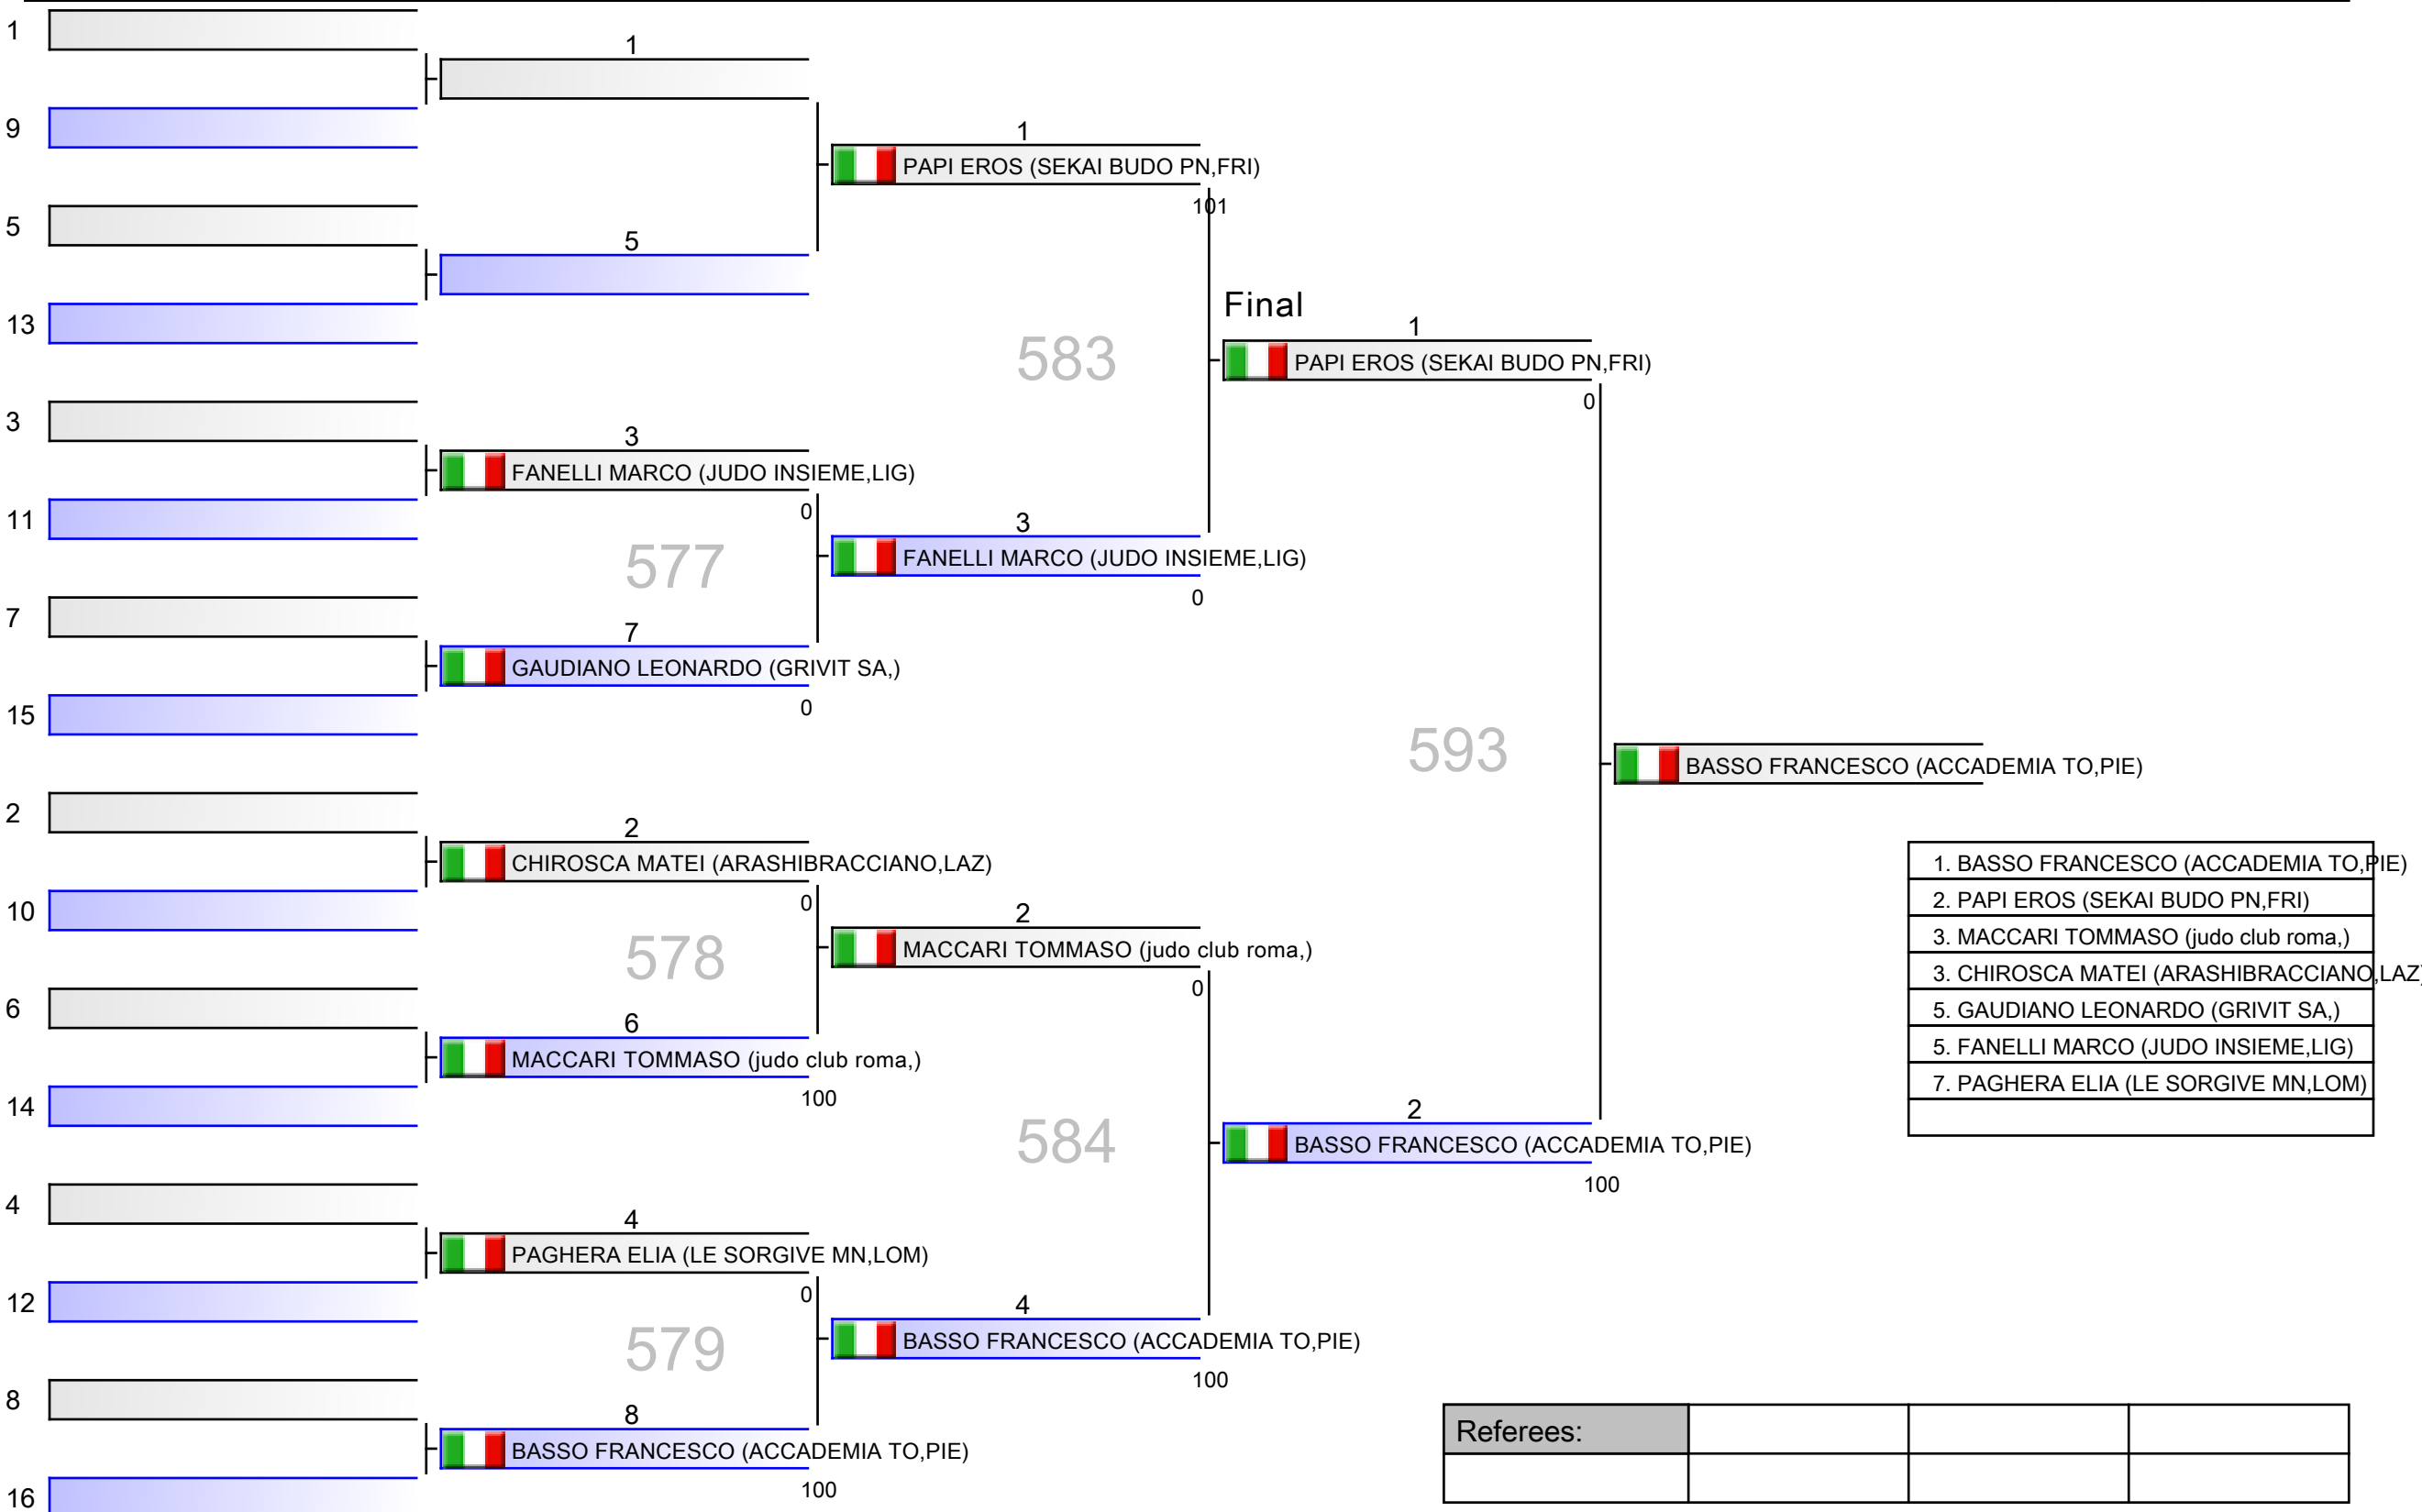 1
1
9
1
PAPI EROS (SEKAI BUDO PN,FRI)
101
5
5
13
Final
1
583
PAPI EROS (SEKAI BUDO PN,FRI)
0
3
3
FANELLI MARCO (JUDO INSIEME,LIG)
0
11
3
577
FANELLI MARCO (JUDO INSIEME,LIG)
0
7
7
GAUDIANO LEONARDO (GRIVIT SA,)
0
15
593
BASSO FRANCESCO (ACCADEMIA TO,PIE)
2
2
CHIROSCA MATEI (ARASHIBRACCIANO,LAZ)
0
10
2
578
MACCARI TOMMASO (judo club roma,)
0
6
6
MACCARI TOMMASO (judo club roma,)
100
14
1. BASSO FRANCESCO (ACCADEMIA TO,PIE)
2. PAPI EROS (SEKAI BUDO PN,FRI)
3. MACCARI TOMMASO (judo club roma,)
3. CHIROSCA MATEI (ARASHIBRACCIANO,LAZ)
5. GAUDIANO LEONARDO (GRIVIT SA,)
5. FANELLI MARCO (JUDO INSIEME,LIG)
7. PAGHERA ELIA (LE SORGIVE MN,LOM)
2
584
BASSO FRANCESCO (ACCADEMIA TO,PIE)
100
4
4
PAGHERA ELIA (LE SORGIVE MN,LOM)
0
12
4
579
BASSO FRANCESCO (ACCADEMIA TO,PIE)
100
8
8
BASSO FRANCESCO (ACCADEMIA TO,PIE)
100
16
Referees: